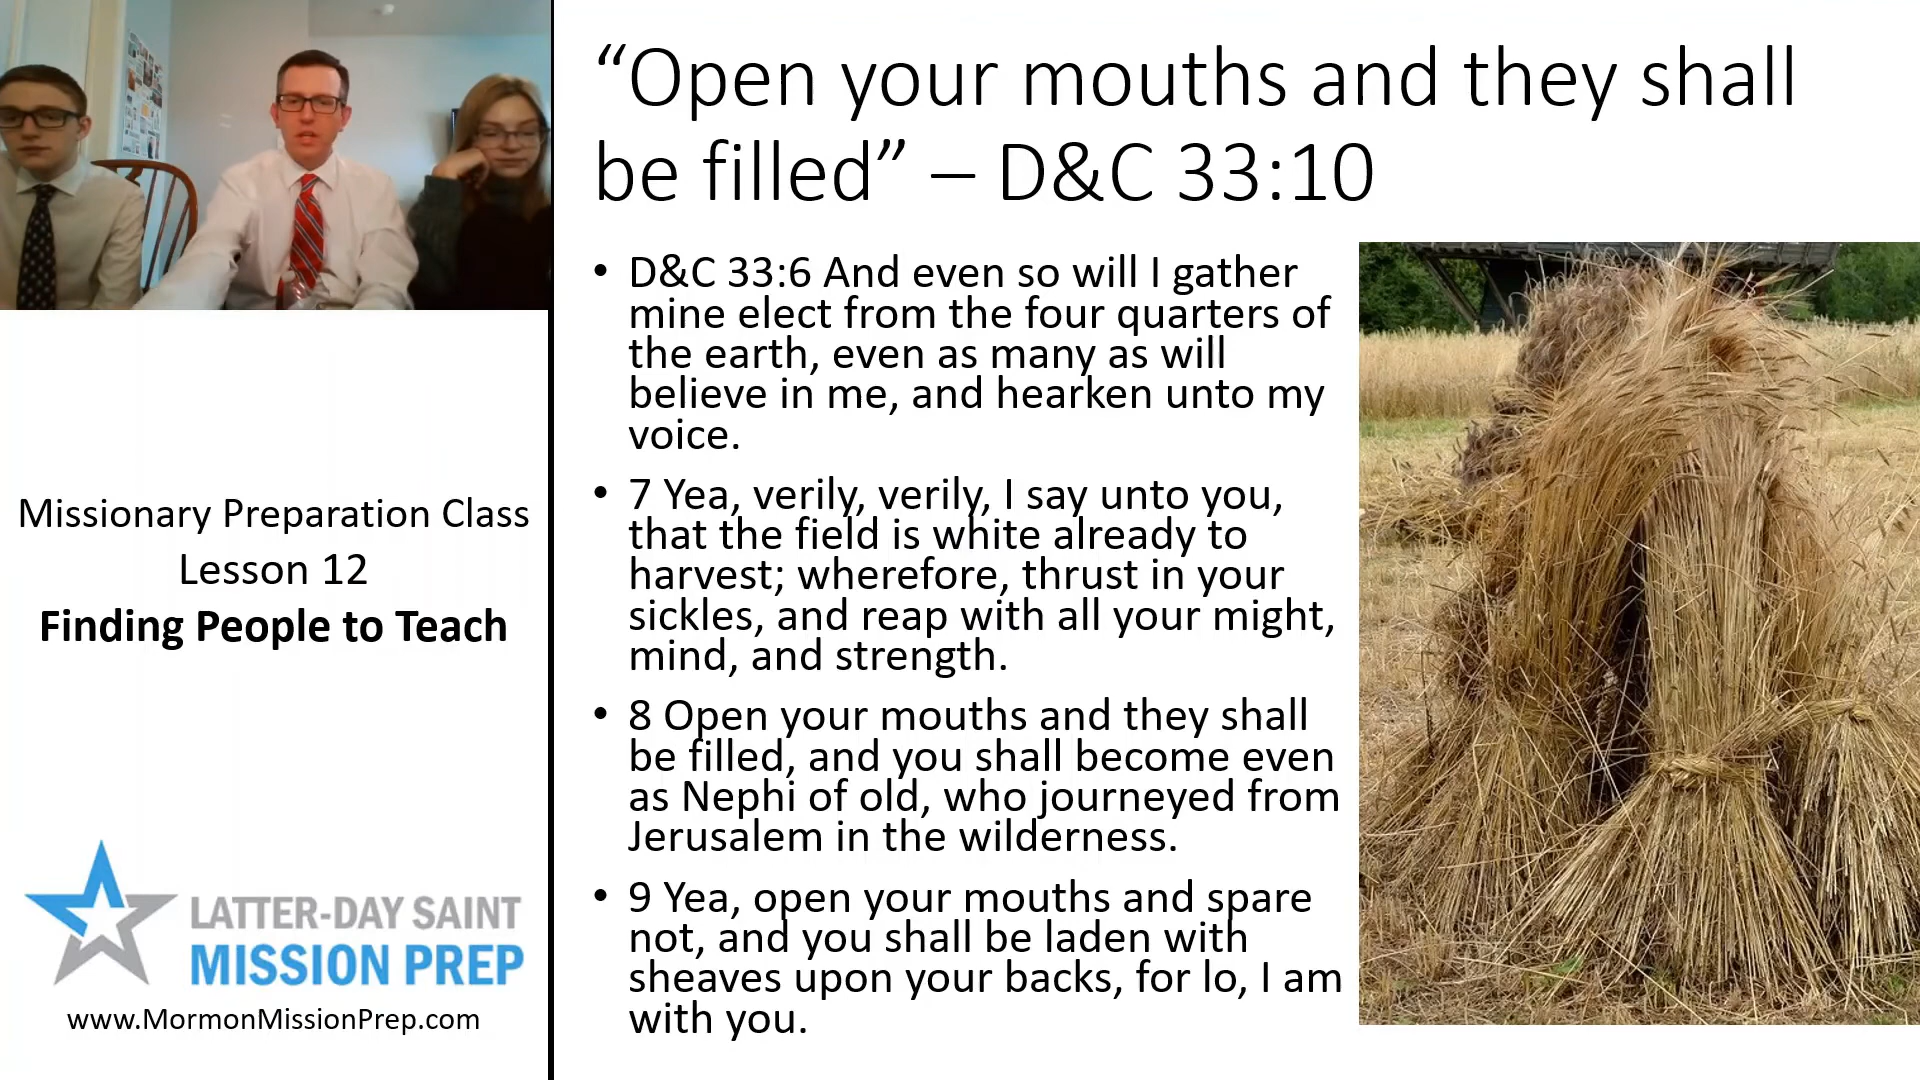 “Open your mouths and they shall
be filled” – D&C 33:10
• D&C 33:6 And even so will I gather
mine elect from the four quarters of
the earth, even as many as will
believe in me, and hearken unto my
voice.
• 7 Yea, verily, verily, I say unto you,
that the field is white already to
harvest; wherefore, thrust in your
sickles, and reap with all your might,
mind, and strength.
• 8 Open your mouths and they shall
be filled, and you shall become even
as Nephi of old, who journeyed from
Jerusalem in the wilderness.
• 9 Yea, open your mouths and spare
not, and you shall be laden with
sheaves upon your backs, for lo, I am
with you.
Missionary Preparation Class
Lesson 12
Finding People to Teach
LATTER-DAY SAINT
MISSION PREP
www.MormonMissionPrep.com